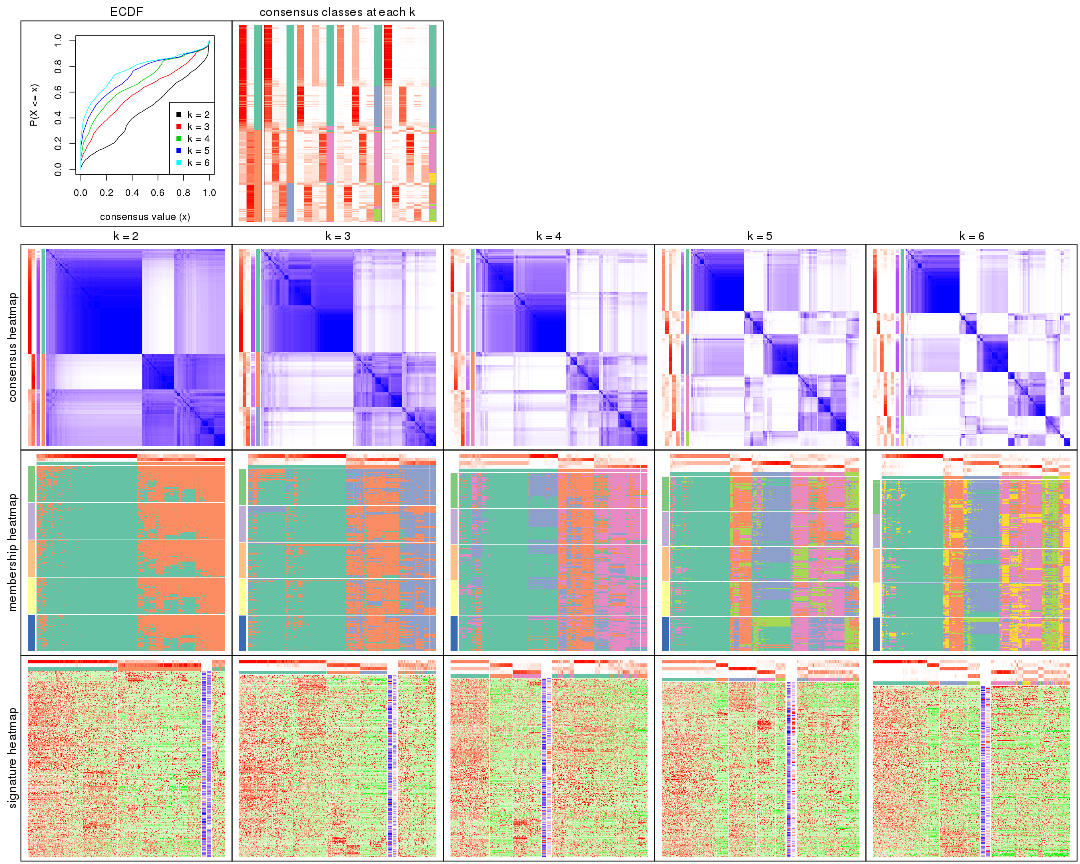 ECDF
consensus classes at each k
P(X <= x)
0.0 0.2 0.4 0.6 0.8 1.0
k = 2
k = 3
k = 4
k = 5
k = 6
0.0 0.2 0.4 0.6 0.8 1.0
consensus value (x)
k = 2
k = 3
k = 4
k = 5
k = 6
consensus heatmap
membership heatmap
signature heatmap